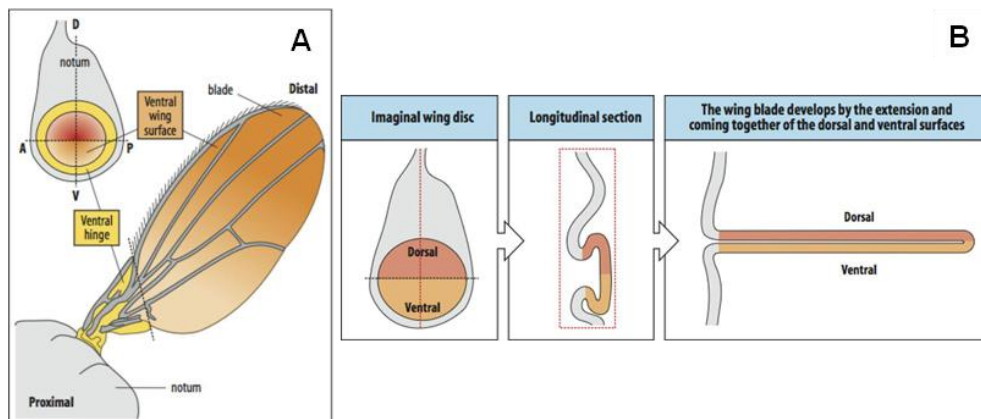 A
D
notum
A
P
V
Ventral
wing
surface
blade
Distal
Ventral
hinge
notum
Proximal
B
Imaginal wing disc
Dorsal
Ventral
Longitudinal section
The wing blade develops by the extension and
coming together of the dorsal and ventral surfaces
Dorsal
Ventral